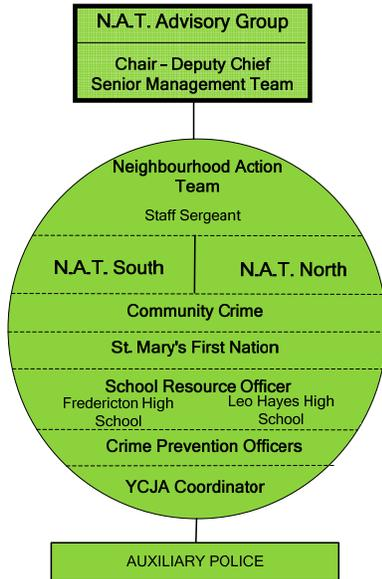 N.A.T. Advisory Group
Chair – Deputy Chief
Senior Management Team
Neighbourhood Action
Team
Staff Sergeant
N.A.T. South
N.A.T. North
Community Crime
St. Mary's First Nation
School Resource Officer
Fredericton High
School
Leo Hayes High
School
Crime Prevention Officers
YCJA Coordinator
AUXILIARY POLICE